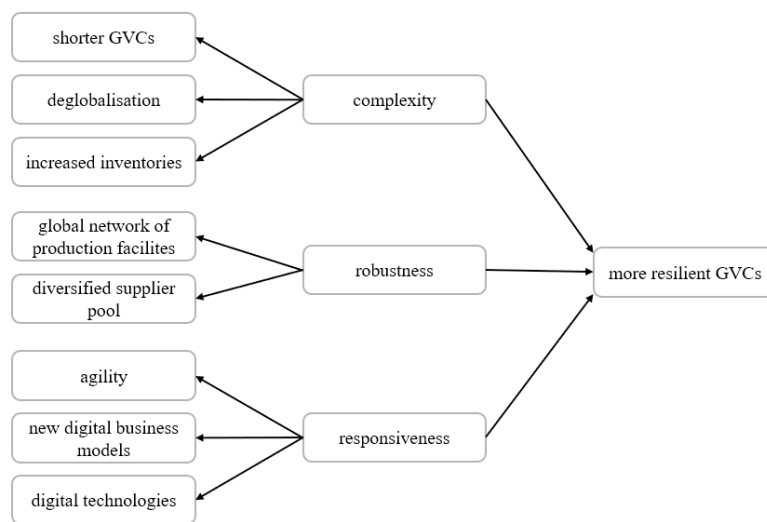 shorter GVCs
deglobalisation
increased inventories
complexity
global network of
production facilites
diversified supplier
pool
robustness
more resilient GVCs
agility
new digital business
models
digital technologies
responsiveness